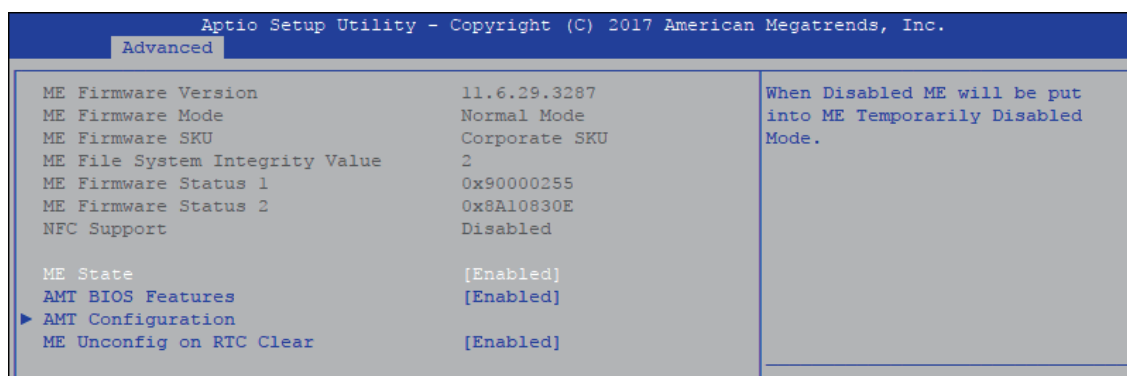 Aptio Setup Utility - Copyright (C) 2017 American Megatrends, Inc.
Advanced
ME Firmware Version 11.6.29.3287
ME Firmware Mode Normal Mode
ME Firmware SKU Corporate SKU
ME File System Integrity Value 2
ME Firmware Status 1 0x90000255
ME Firmware Status 2 0x8A10830E
NFC Support Disabled
ME State [Enabled]
AMT BIOS Features [Enabled]
► AMT Configuration
ME Unconfig on RTC Clear [Enabled]
When Disabled ME will be put
into ME Temporarily Disabled
Mode.